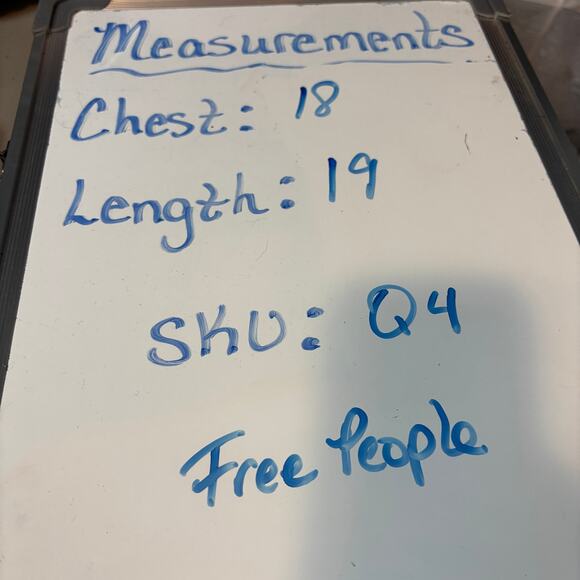 Measurements
Chest: 18
Length: 19
SKU: Q4
Free People